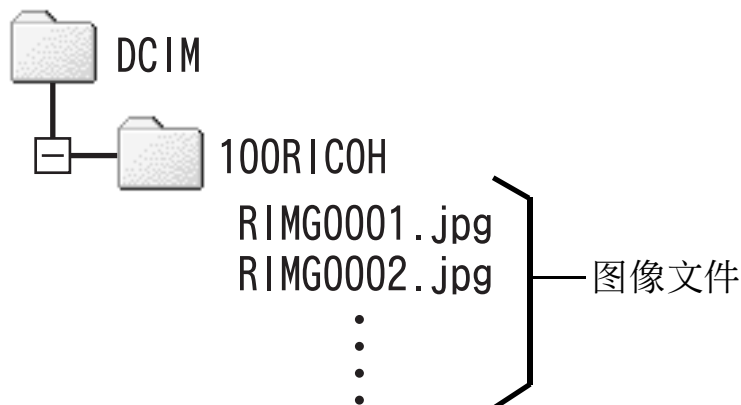 DCIM
100RICOH
RIMG0001.jpg
RIMG0002.jpg
图像文件